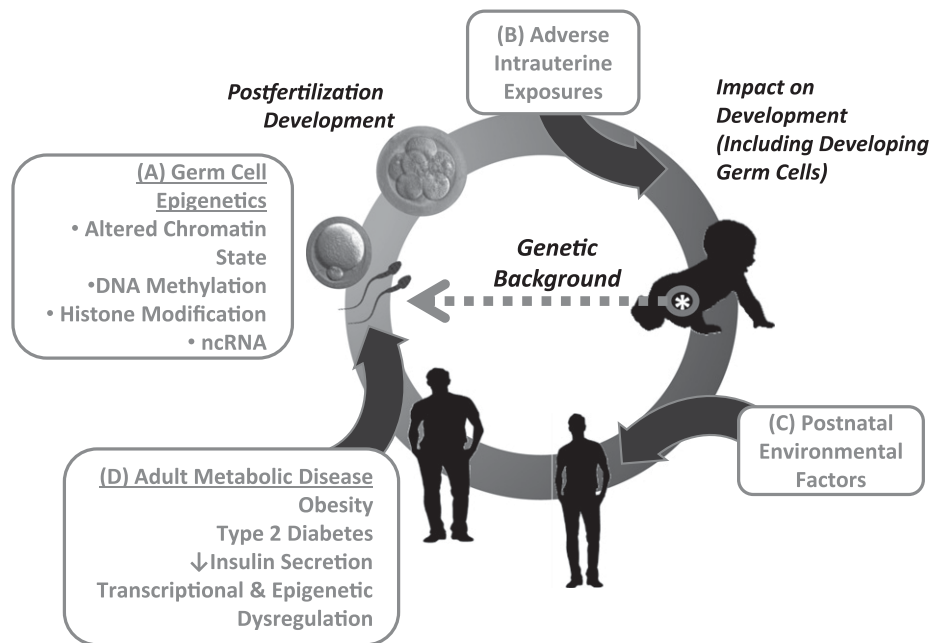 (B) Adverse
Intrauterine
Exposures
Postfertilization
Development
Impact on
Development
(Including Developing
Germ Cells)
(A) Germ Cell
Epigenetics
• Altered Chromatin
State
•DNA Methylation
• Histone Modification
• ncRNA
Genetic
Background
*
(C) Postnatal
Environmental
Factors
(D) Adult Metabolic Disease
Obesity
Type 2 Diabetes
↓Insulin Secretion
Transcriptional & Epigenetic
Dysregulation